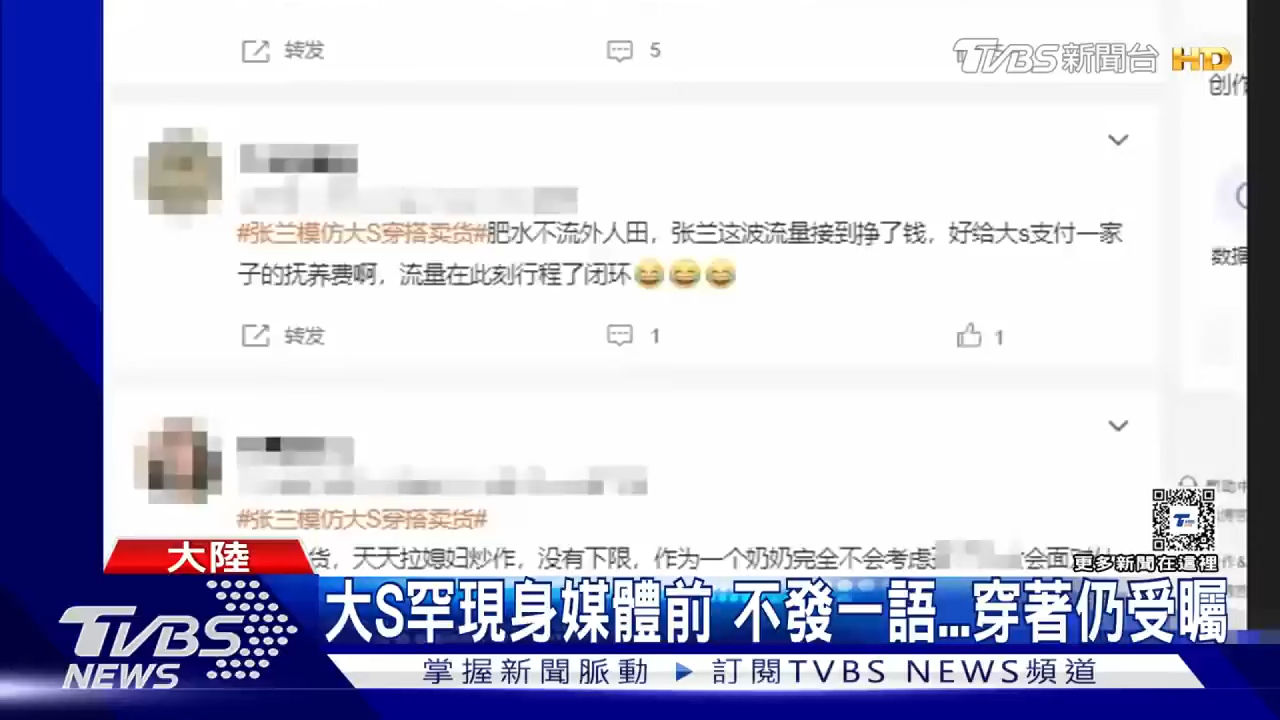 转发
5
TVBS新聞台 HD
创作
#张兰模仿大S穿搭卖货#肥水不流外人田，张兰这波流量接到挣了钱，好给大s支付一家
子的抚养费啊，流量在此刻行程了闭环😄😄😄
数据
转发
1
1
#张兰模仿大S穿搭卖货#
货，天天拉媳妇炒作，没有下限，作为一个奶奶完全不会考虑
会面
更多新聞在這裡
大陸
大S罕現身媒體前 不發一語...穿著仍受矚
TVBS
NEWS
掌握新聞脈動 ▶ 訂閱TVBS NEWS頻道